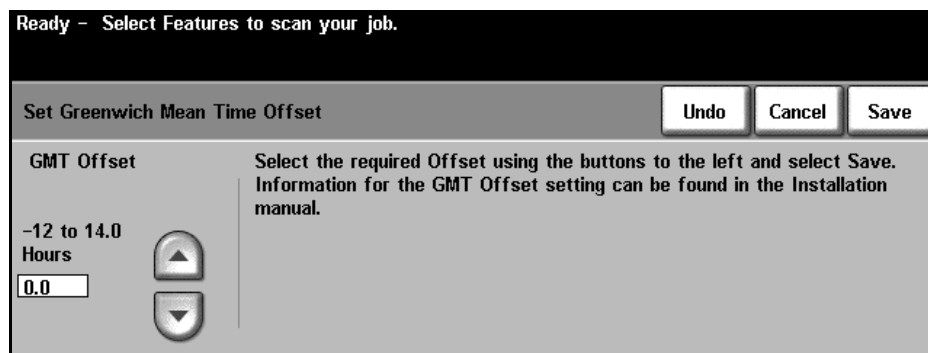 Ready - Select Features to scan your job.
Set Greenwich Mean Time Offset
Undo
Cancel
Save
GMT Offset
Select the required Offset using the buttons to the left and select Save.
Information for the GMT Offset setting can be found in the Installation
manual.
-12 to 14.0
Hours
0.0